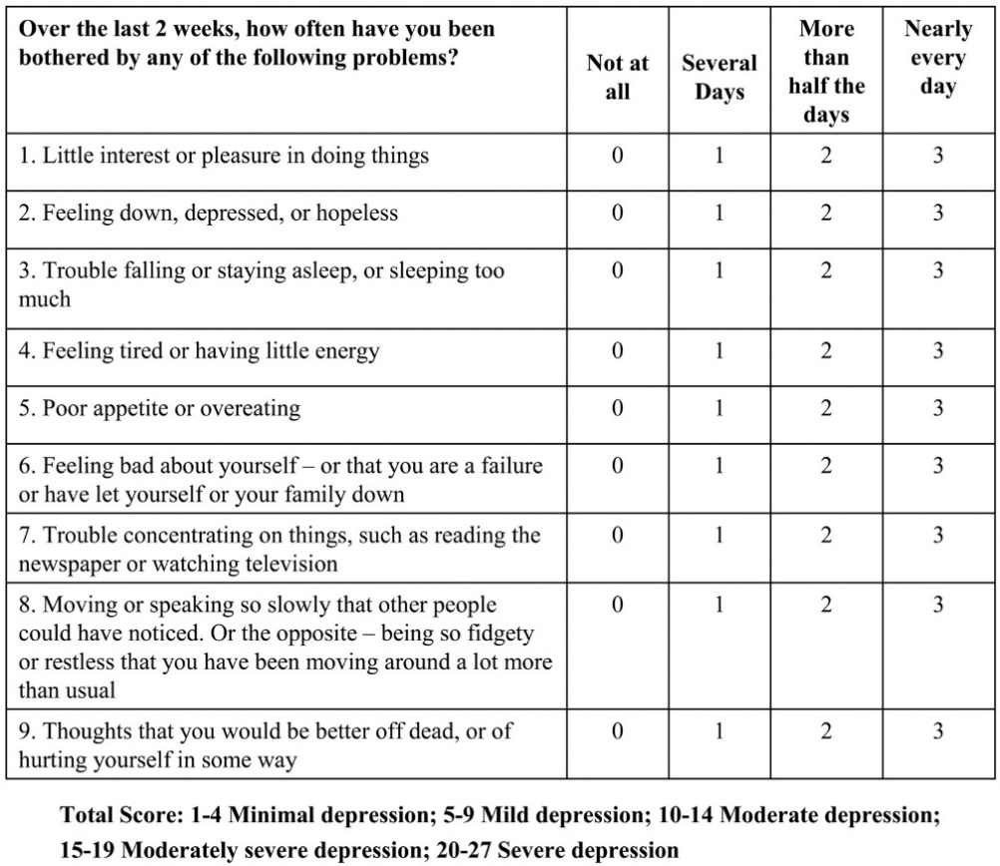 Over the last 2 weeks, how often have you been
bothered by any of the following problems?
Not at
all
Several
Days
More
than
half the
days
Nearly
every
day
1. Little interest or pleasure in doing things 0 1 2 3
2. Feeling down, depressed, or hopeless 0 1 2 3
3. Trouble falling or staying asleep, or sleeping too 0 1 2 3
much
4. Feeling tired or having little energy 0 1 2 3
5. Poor appetite or overeating 0 1 2 3
6. Feeling bad about yourself – or that you are a failure 0 1 2 3
or have let yourself or your family down
7. Trouble concentrating on things, such as reading the 0 1 2 3
newspaper or watching television
8. Moving or speaking so slowly that other people 0 1 2 3
could have noticed. Or the opposite – being so fidgety
or restless that you have been moving around a lot more
than usual
9. Thoughts that you would be better off dead, or of 0 1 2 3
hurting yourself in some way
Total Score: 1-4 Minimal depression; 5-9 Mild depression; 10-14 Moderate depression;
15-19 Moderately severe depression; 20-27 Severe depression